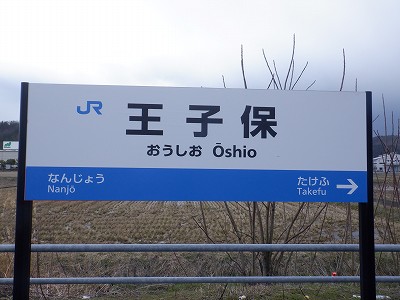 JR 王子保
おうしお Ōshio
なんじょう たけふ
Nanjō Takefu →